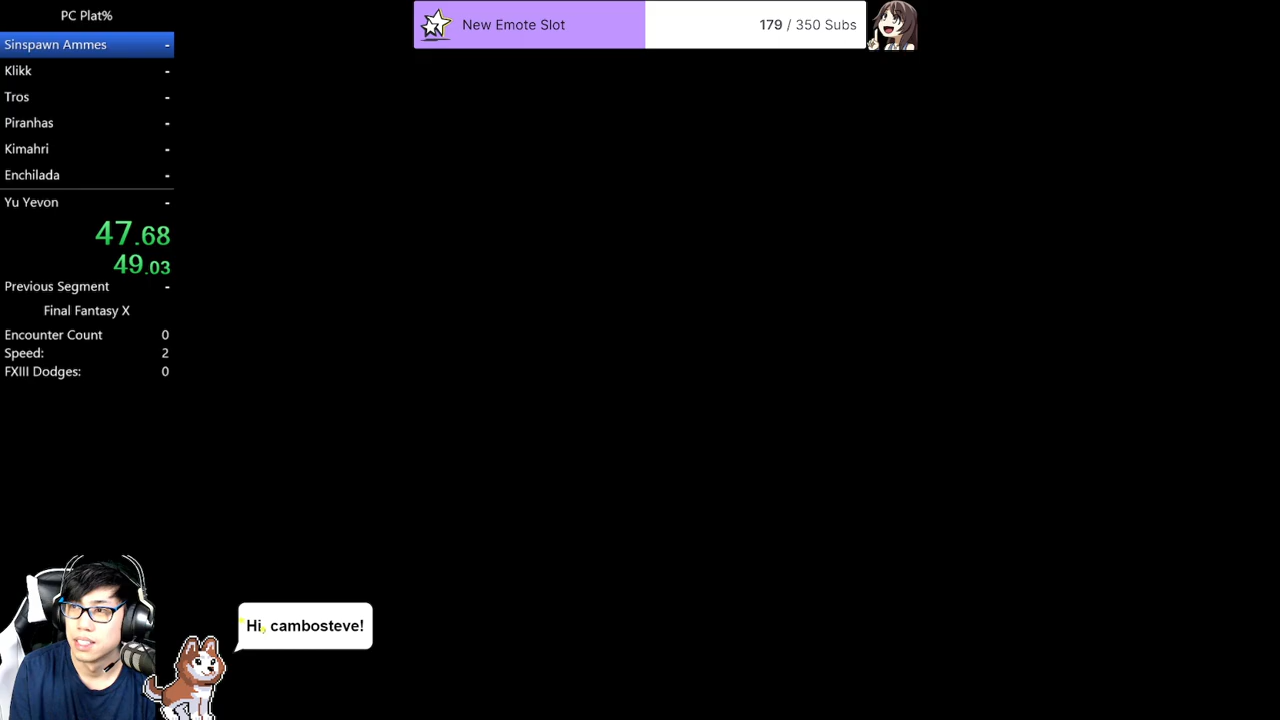 PC Plat%
Sinspawn Ammes -
Klikk -
Tros -
Piranhas -
Kimahri -
Enchilada -
Yu Yevon -
47.68
49.03
Previous Segment -
Final Fantasy X
Encounter Count 0
Speed: 2
FXIII Dodges: 0
New Emote Slot 179 / 350 Subs
Hi, cambosteve!